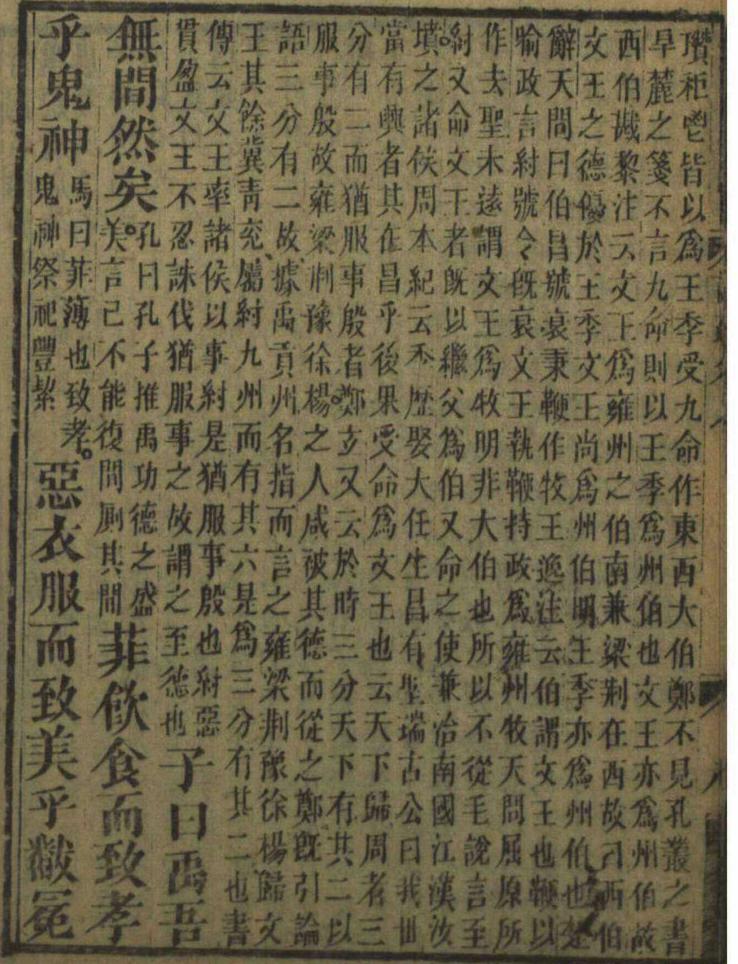 瓚秬鬯皆以爲王季受九命作東西大伯鄭不見孔叢之書
旱麓之箋不言九命則以王季爲州伯也文王亦爲州伯故
西伯戡黎注云文王爲雍州之伯南兼梁荆在西故曰西伯
文王之德優於王季文王尚爲州伯明王季亦爲州伯也楚
辭天問曰伯昌號衰秉鞭作牧王逸注云伯謂文王也鞭以
喻政言紂號令既衰文王執鞭持政爲雍州牧天問屈原所
作去聖未遠謂文王爲牧明非大伯也所以不從毛說言至
紂又命文王者既以繼父爲伯又命之使兼治南國江漢汝
墳之諸侯周本紀云季歷娶大任生昌有聖瑞古公曰我世
當有興者其在昌乎後果受命爲文王也云天下歸周者三
分有二而猶服事殷者鄭玄又云於時三分天下有其二以
服事殷故雍梁荆豫徐楊之人咸被其德而從之鄭既引論
語三分有二故據禹貢州名指而言之雍梁荆豫徐楊歸文
王其餘冀青兗屬紂九州而有其六是爲三分有其二也書
傳云文王率諸侯以事紂是猶服事殷也紂惡
貫盈文王不忍誅伐猶服事之故謂之至德也
子曰禹吾
無間然矣
孔曰孔子推禹功德之盛
美言己不能復間厠其間
菲飲食而致孝
乎鬼神
馬曰菲薄也致孝
鬼神祭祀豐絜
惡衣服而致美乎黻冕